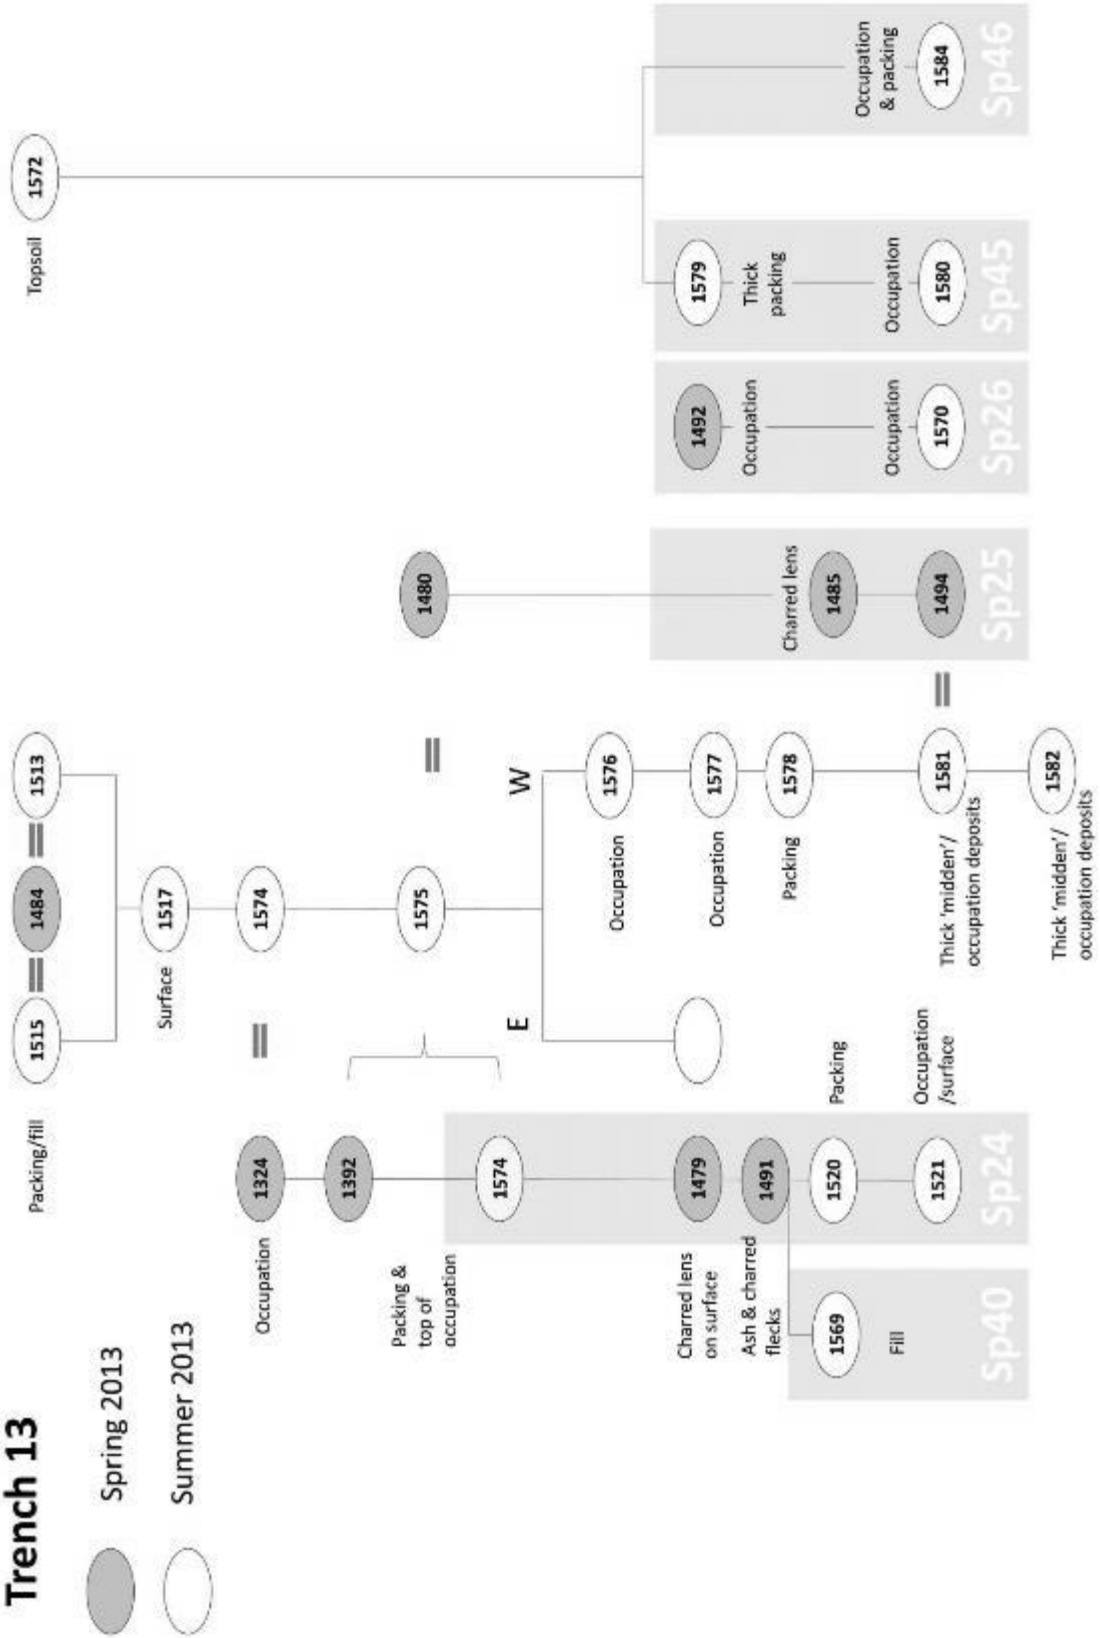 Trench 13
Spring 2013
Summer 2013
Packing/fill
1515
=
1484
=
1513
Topsoil
1572
Surface
1517
Occupation
1324
=
1574
1392
Packing &
top of
occupation
1574
1575
=
1480
E
W
1576
Occupation
1577
Occupation
1578
Packing
1581
Thick 'midden'/
occupation deposits
=
1582
Thick 'midden'/
occupation deposits
Charred lens
on surface
1479
Ash & charred
flecks
1491
1520
Packing
1521
Occupation
/surface
Sp24
1569
Fill
Sp40
Charred lens
1485
1494
Sp25
1492
Occupation
Occupation
1570
Sp26
1579
Thick
packing
Occupation
1580
Sp45
Occupation
& packing
1584
Sp46